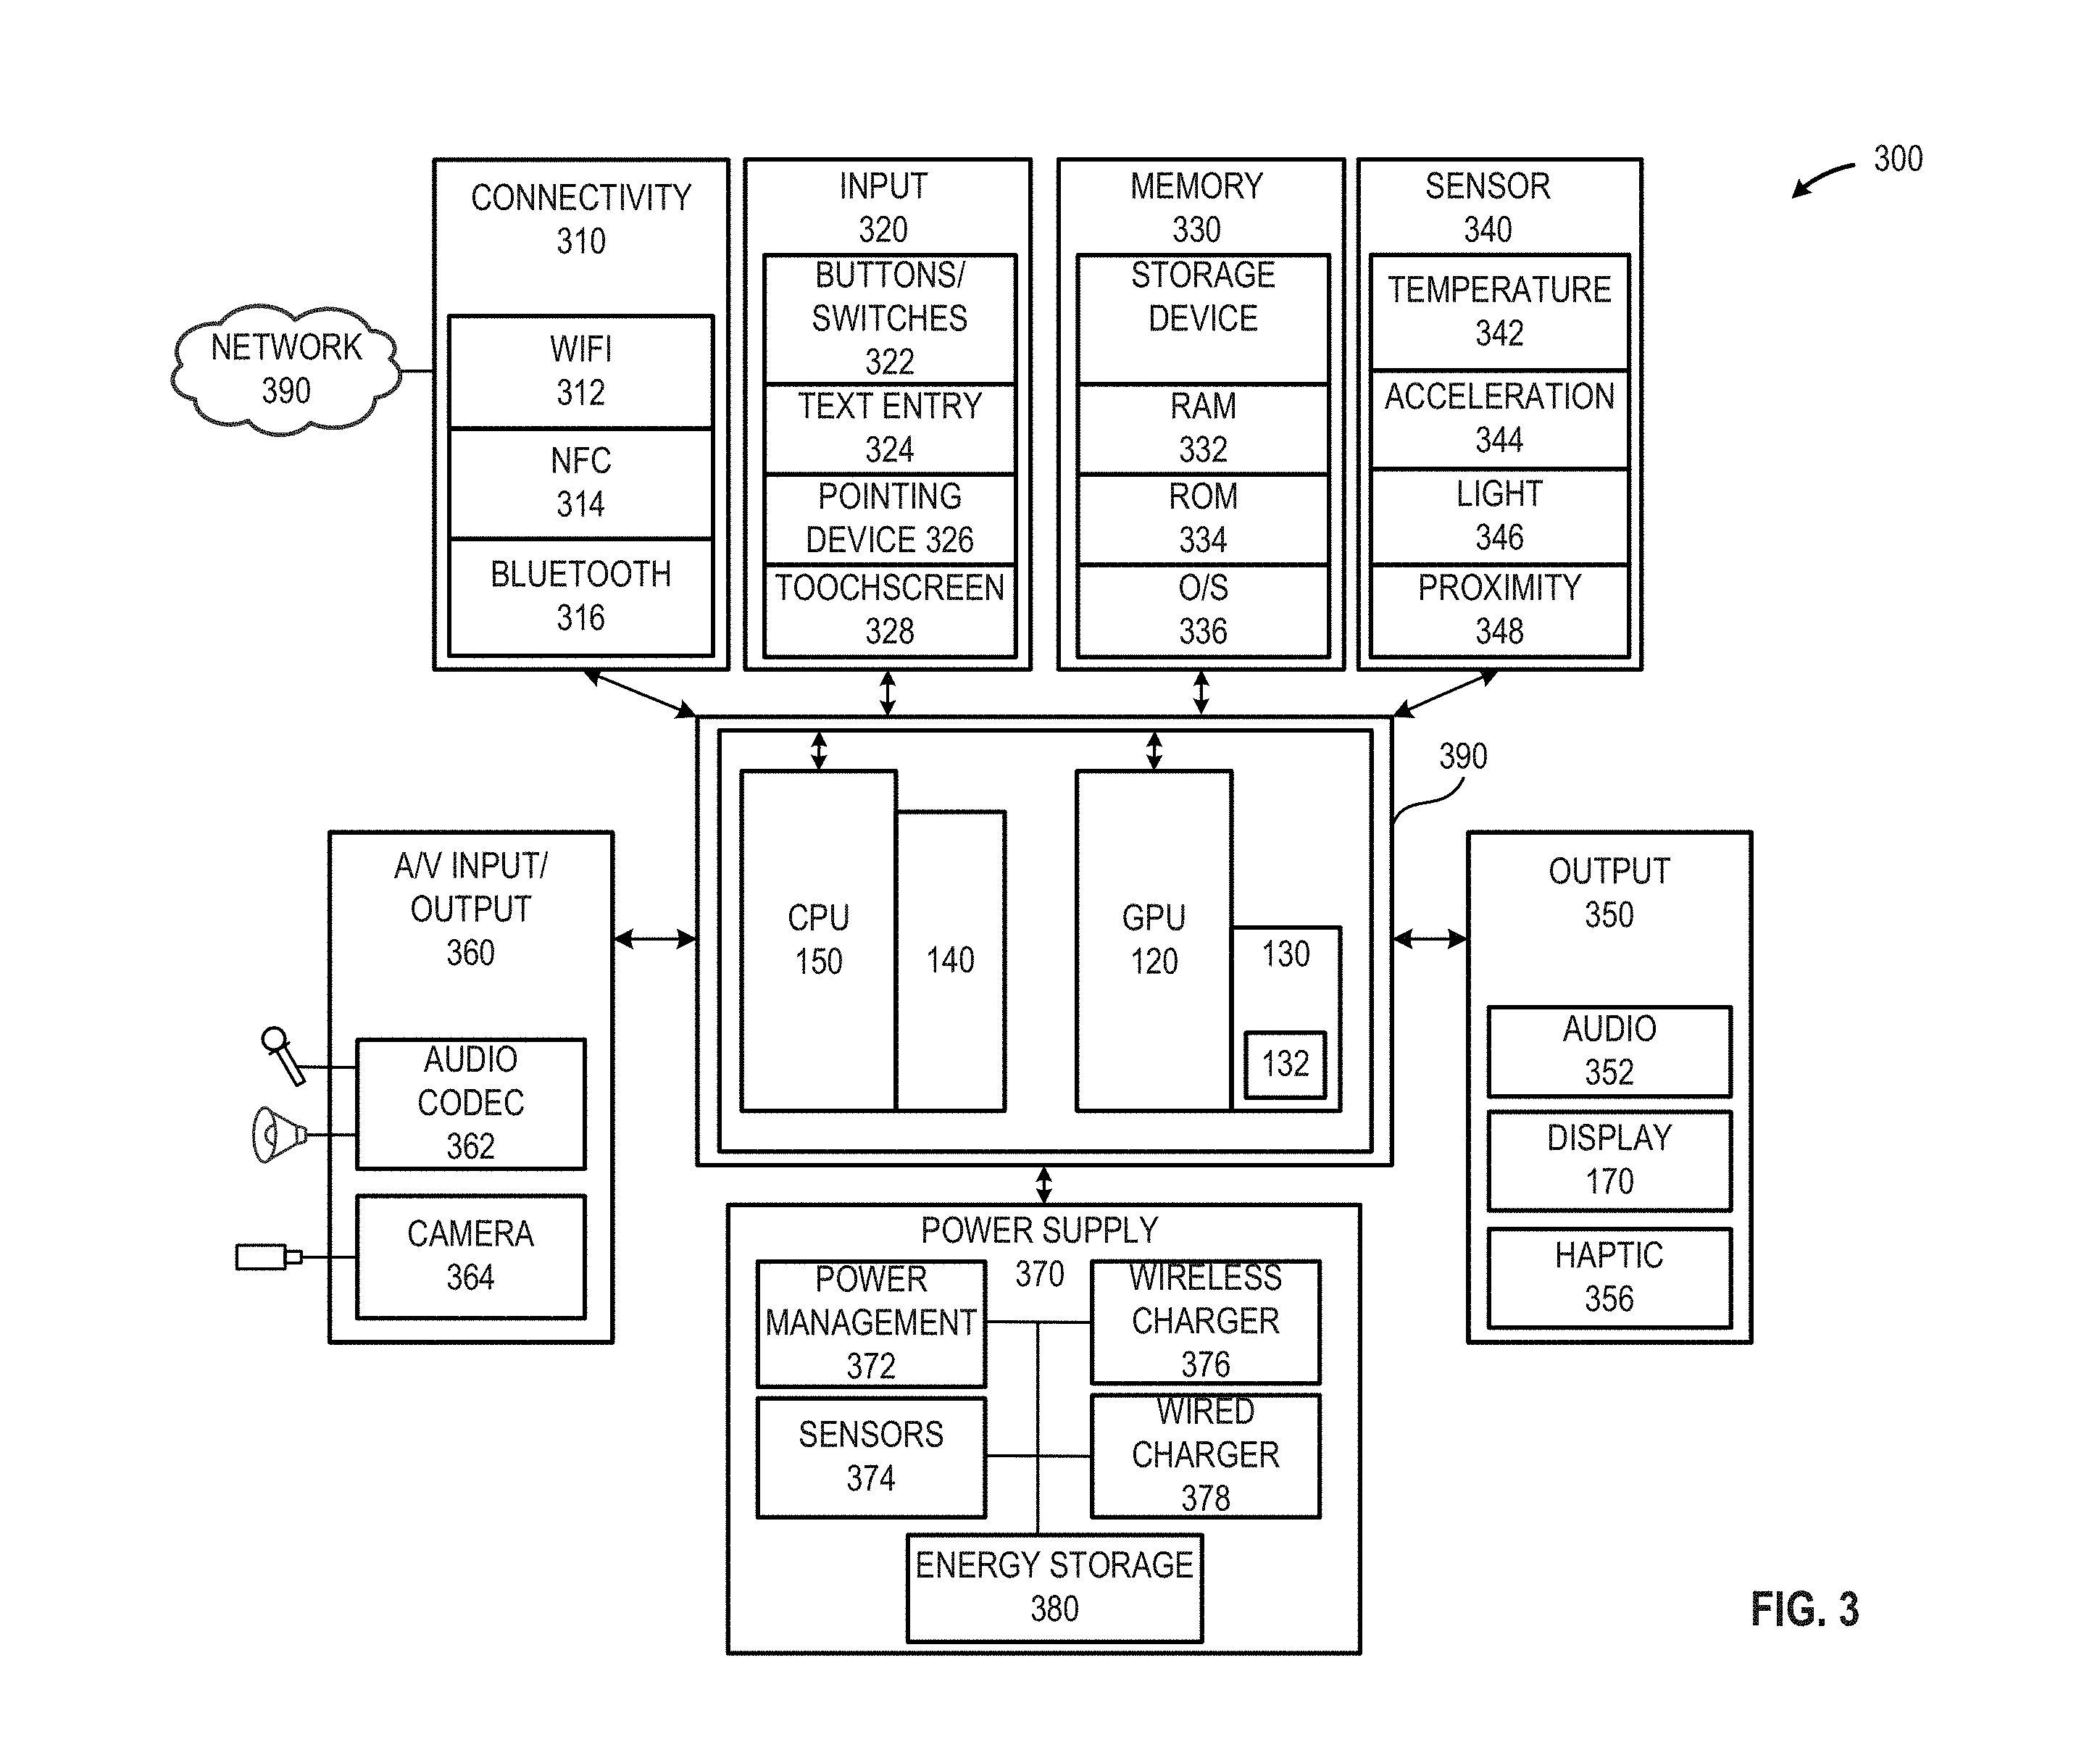 300
CONNECTIVITY
310
WIFI
312
NFC
314
BLUETOOTH
316
INPUT
320
BUTTONS/
SWITCHES
322
TEXT ENTRY
324
POINTING
DEVICE 326
TOOCHSCREEN
328
MEMORY
330
STORAGE
DEVICE
RAM
332
ROM
334
O/S
336
SENSOR
340
TEMPERATURE
342
ACCELERATION
344
LIGHT
346
PROXIMITY
348
NETWORK
390
390
CPU
150
140
GPU
120
130
132
A/V INPUT/
OUTPUT
360
AUDIO
CODEC
362
CAMERA
364
OUTPUT
350
AUDIO
352
DISPLAY
170
HAPTIC
356
POWER SUPPLY
370
POWER
MANAGEMENT
372
WIRELESS
CHARGER
376
SENSORS
374
WIRED
CHARGER
378
ENERGY STORAGE
380
FIG. 3